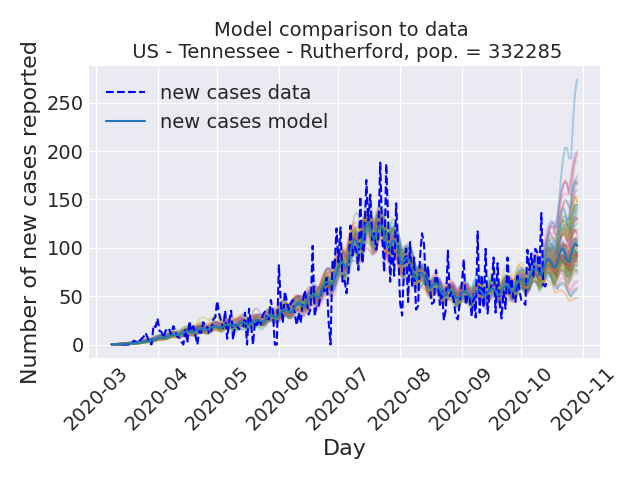 Model comparison to data
US - Tennessee - Rutherford, pop. = 332285
Number of new cases reported
250
200
150
100
50
0
new cases data
new cases model
2020-03
2020-04
2020-05
2020-06
2020-07
2020-08
2020-09
2020-10
2020-11
Day